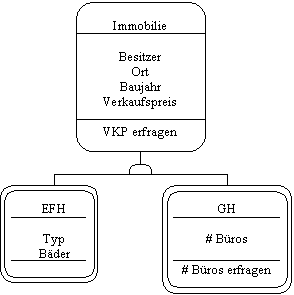 Immobilie
Besitzer
Ort
Baujahr
Verkaufspreis
VKP erfragen
EFH
Typ
Bäder
GH
# Büros
# Büros erfragen